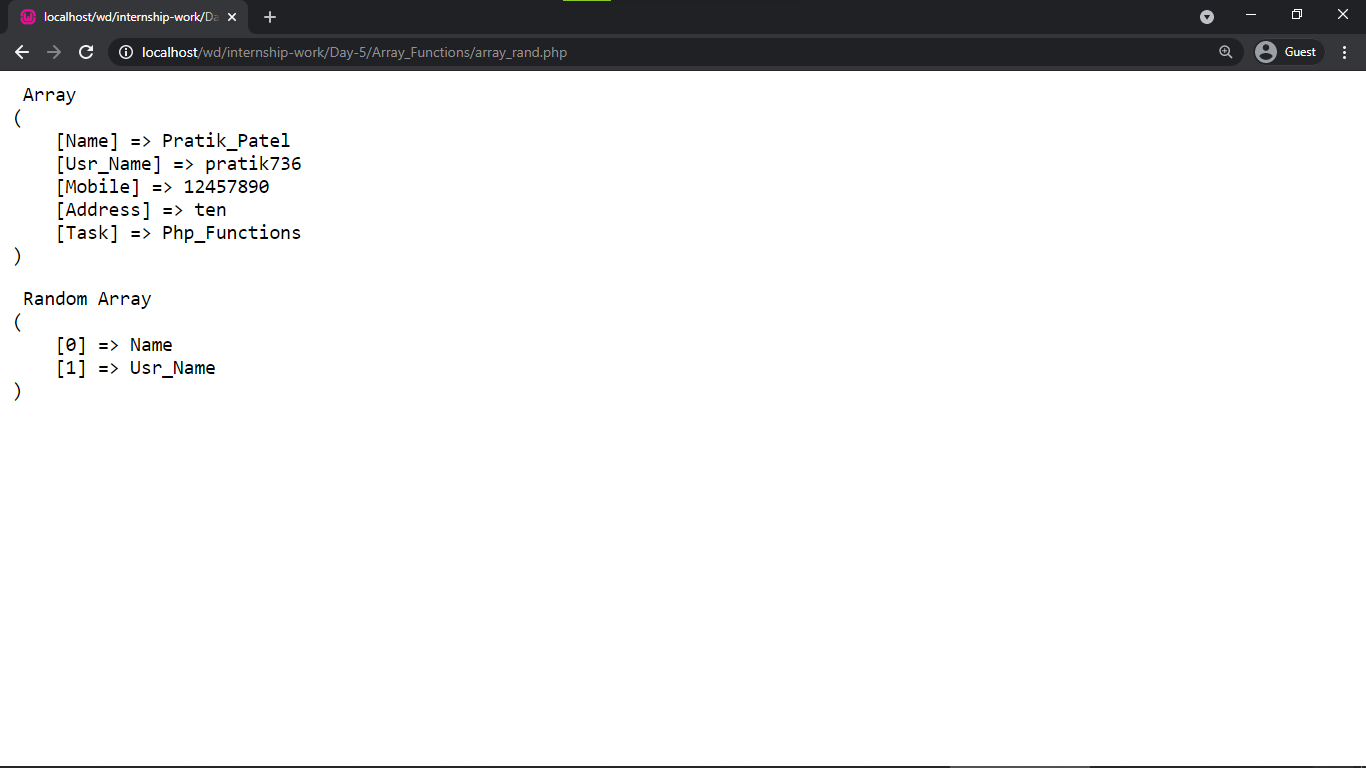 localhost/wd/internship-work/Da
localhost/wd/internship-work/Day-5/Array_Functions/array_rand.php
Guest
Array
(
[Name] => Pratik_Patel
[Usr_Name] => pratik736
[Mobile] => 12457890
[Address] => ten
[Task] => Php_Functions
)
Random Array
(
[0] => Name
[1] => Usr_Name
)